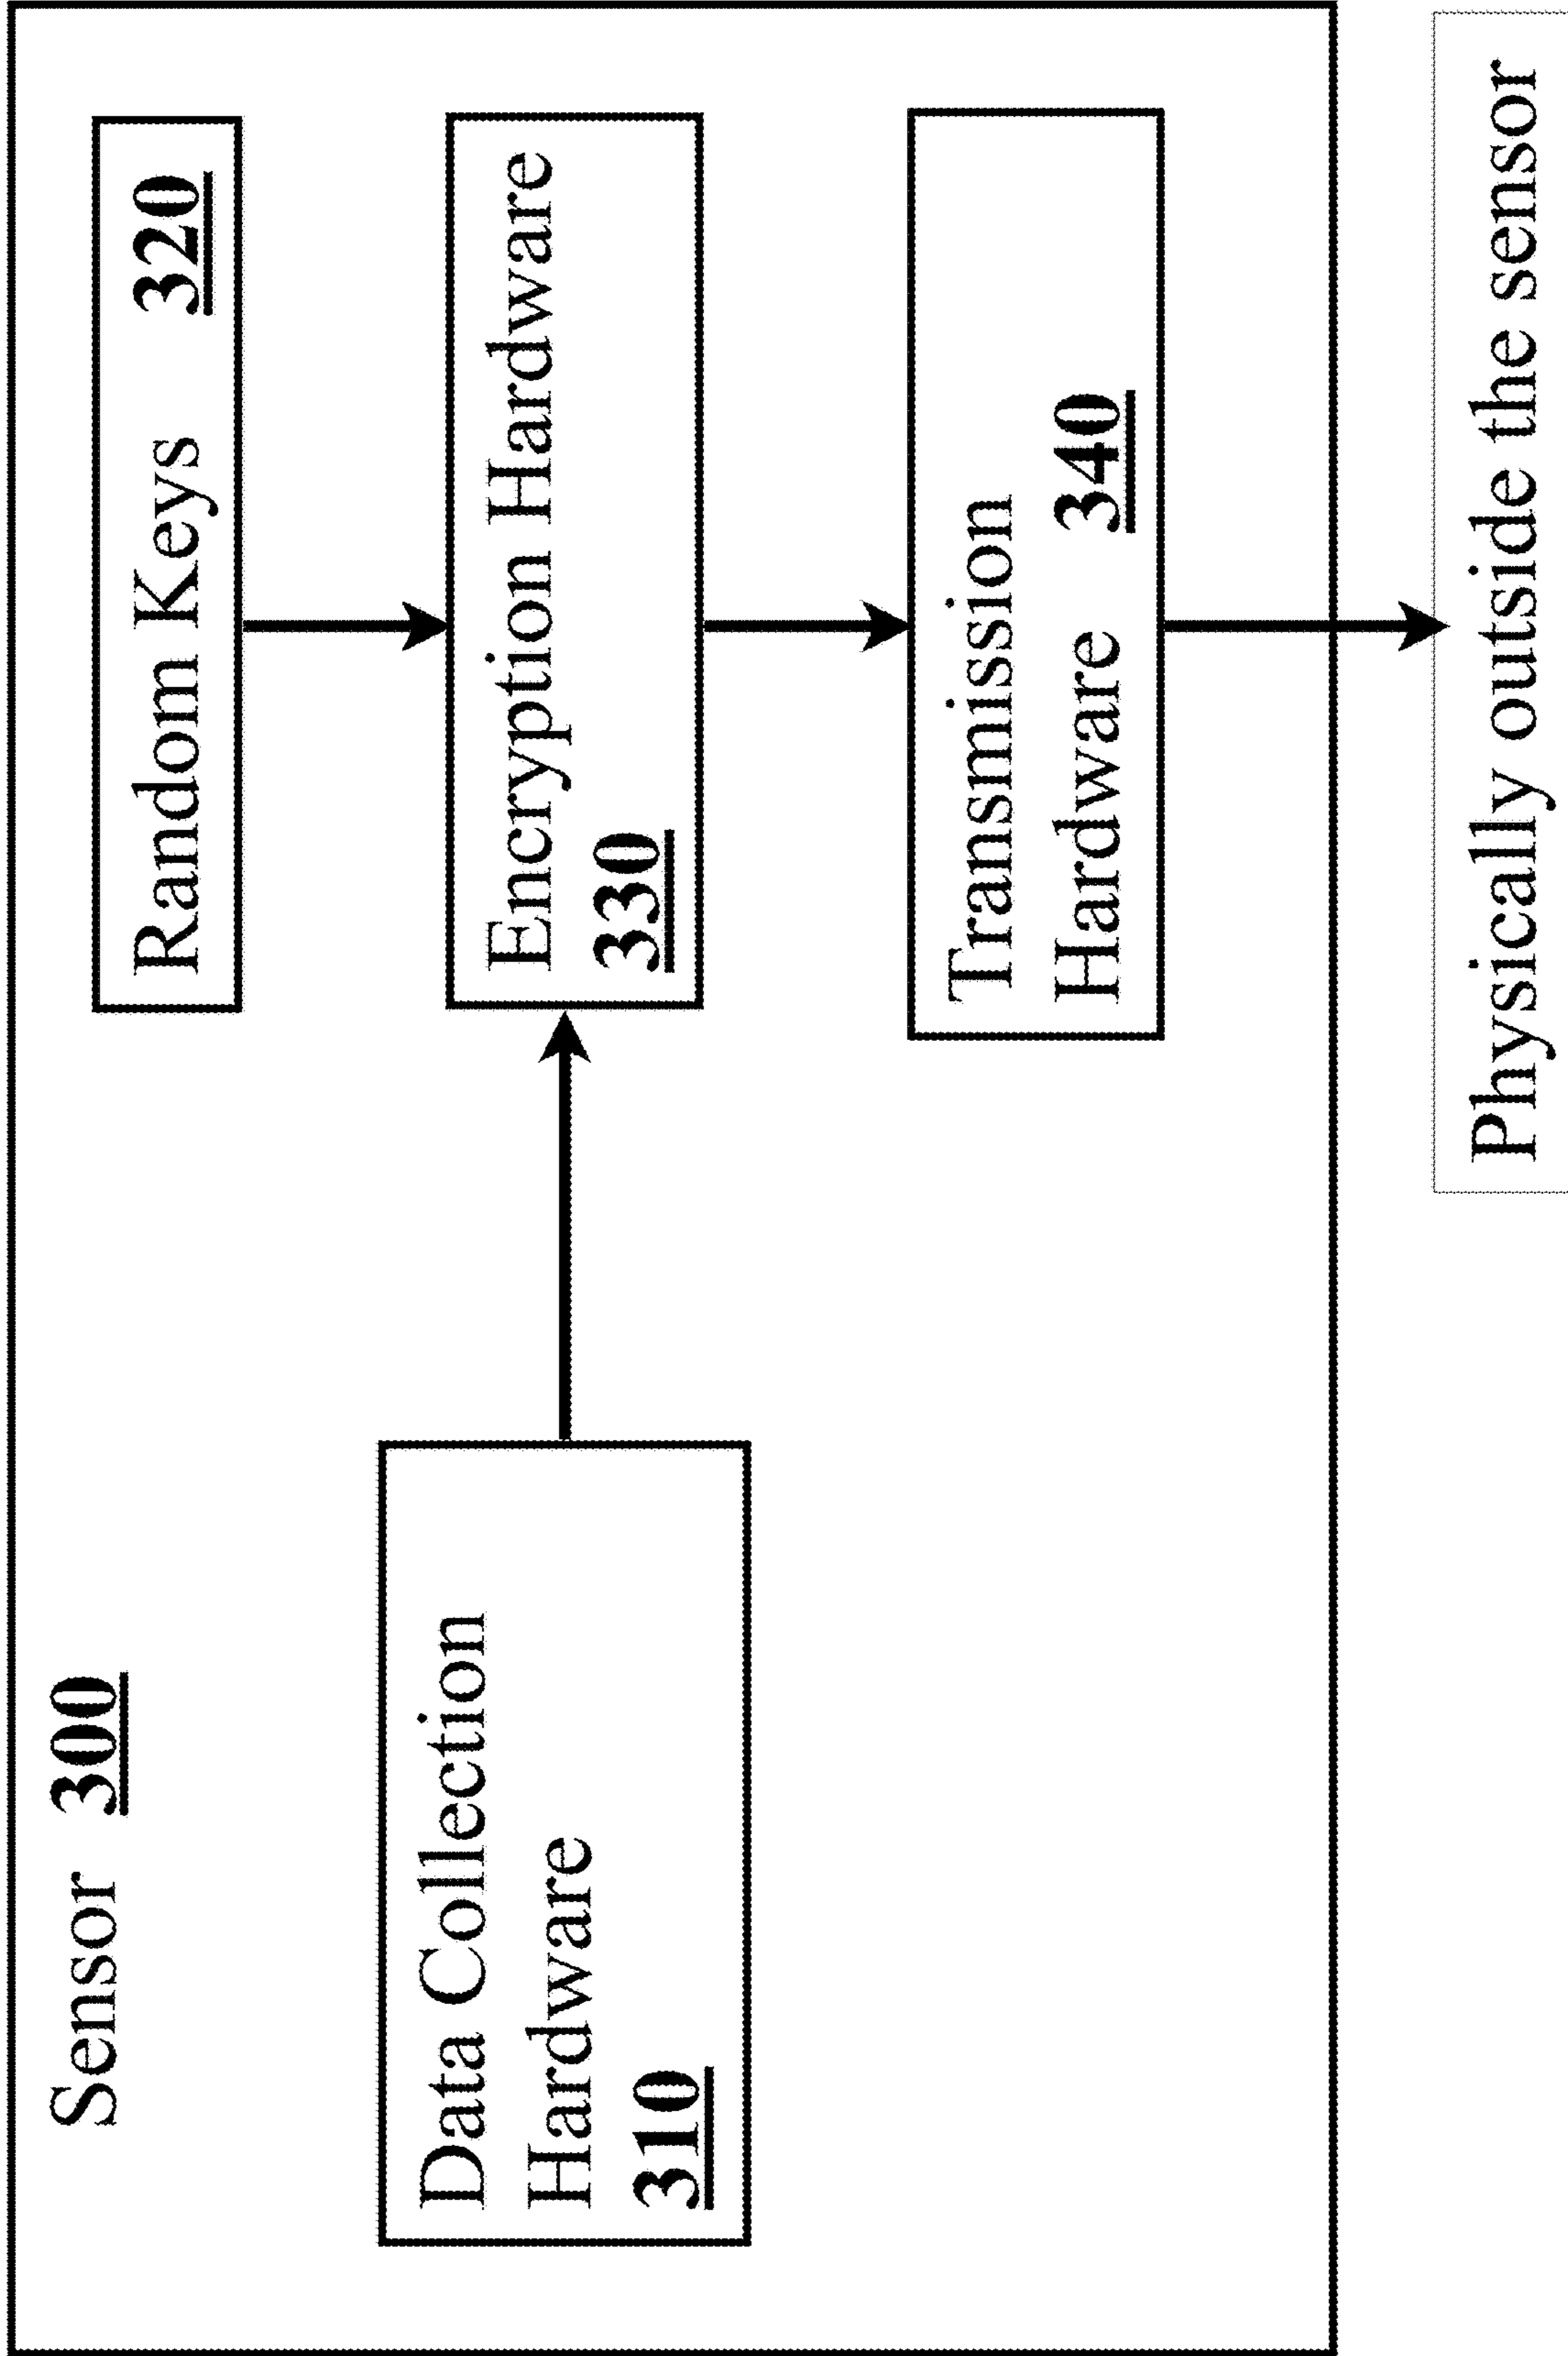 Sensor 300
Random Keys 320
Data Collection
Hardware
310
Encryption Hardware
330
Transmission
Hardware 340
Physically outside the sensor